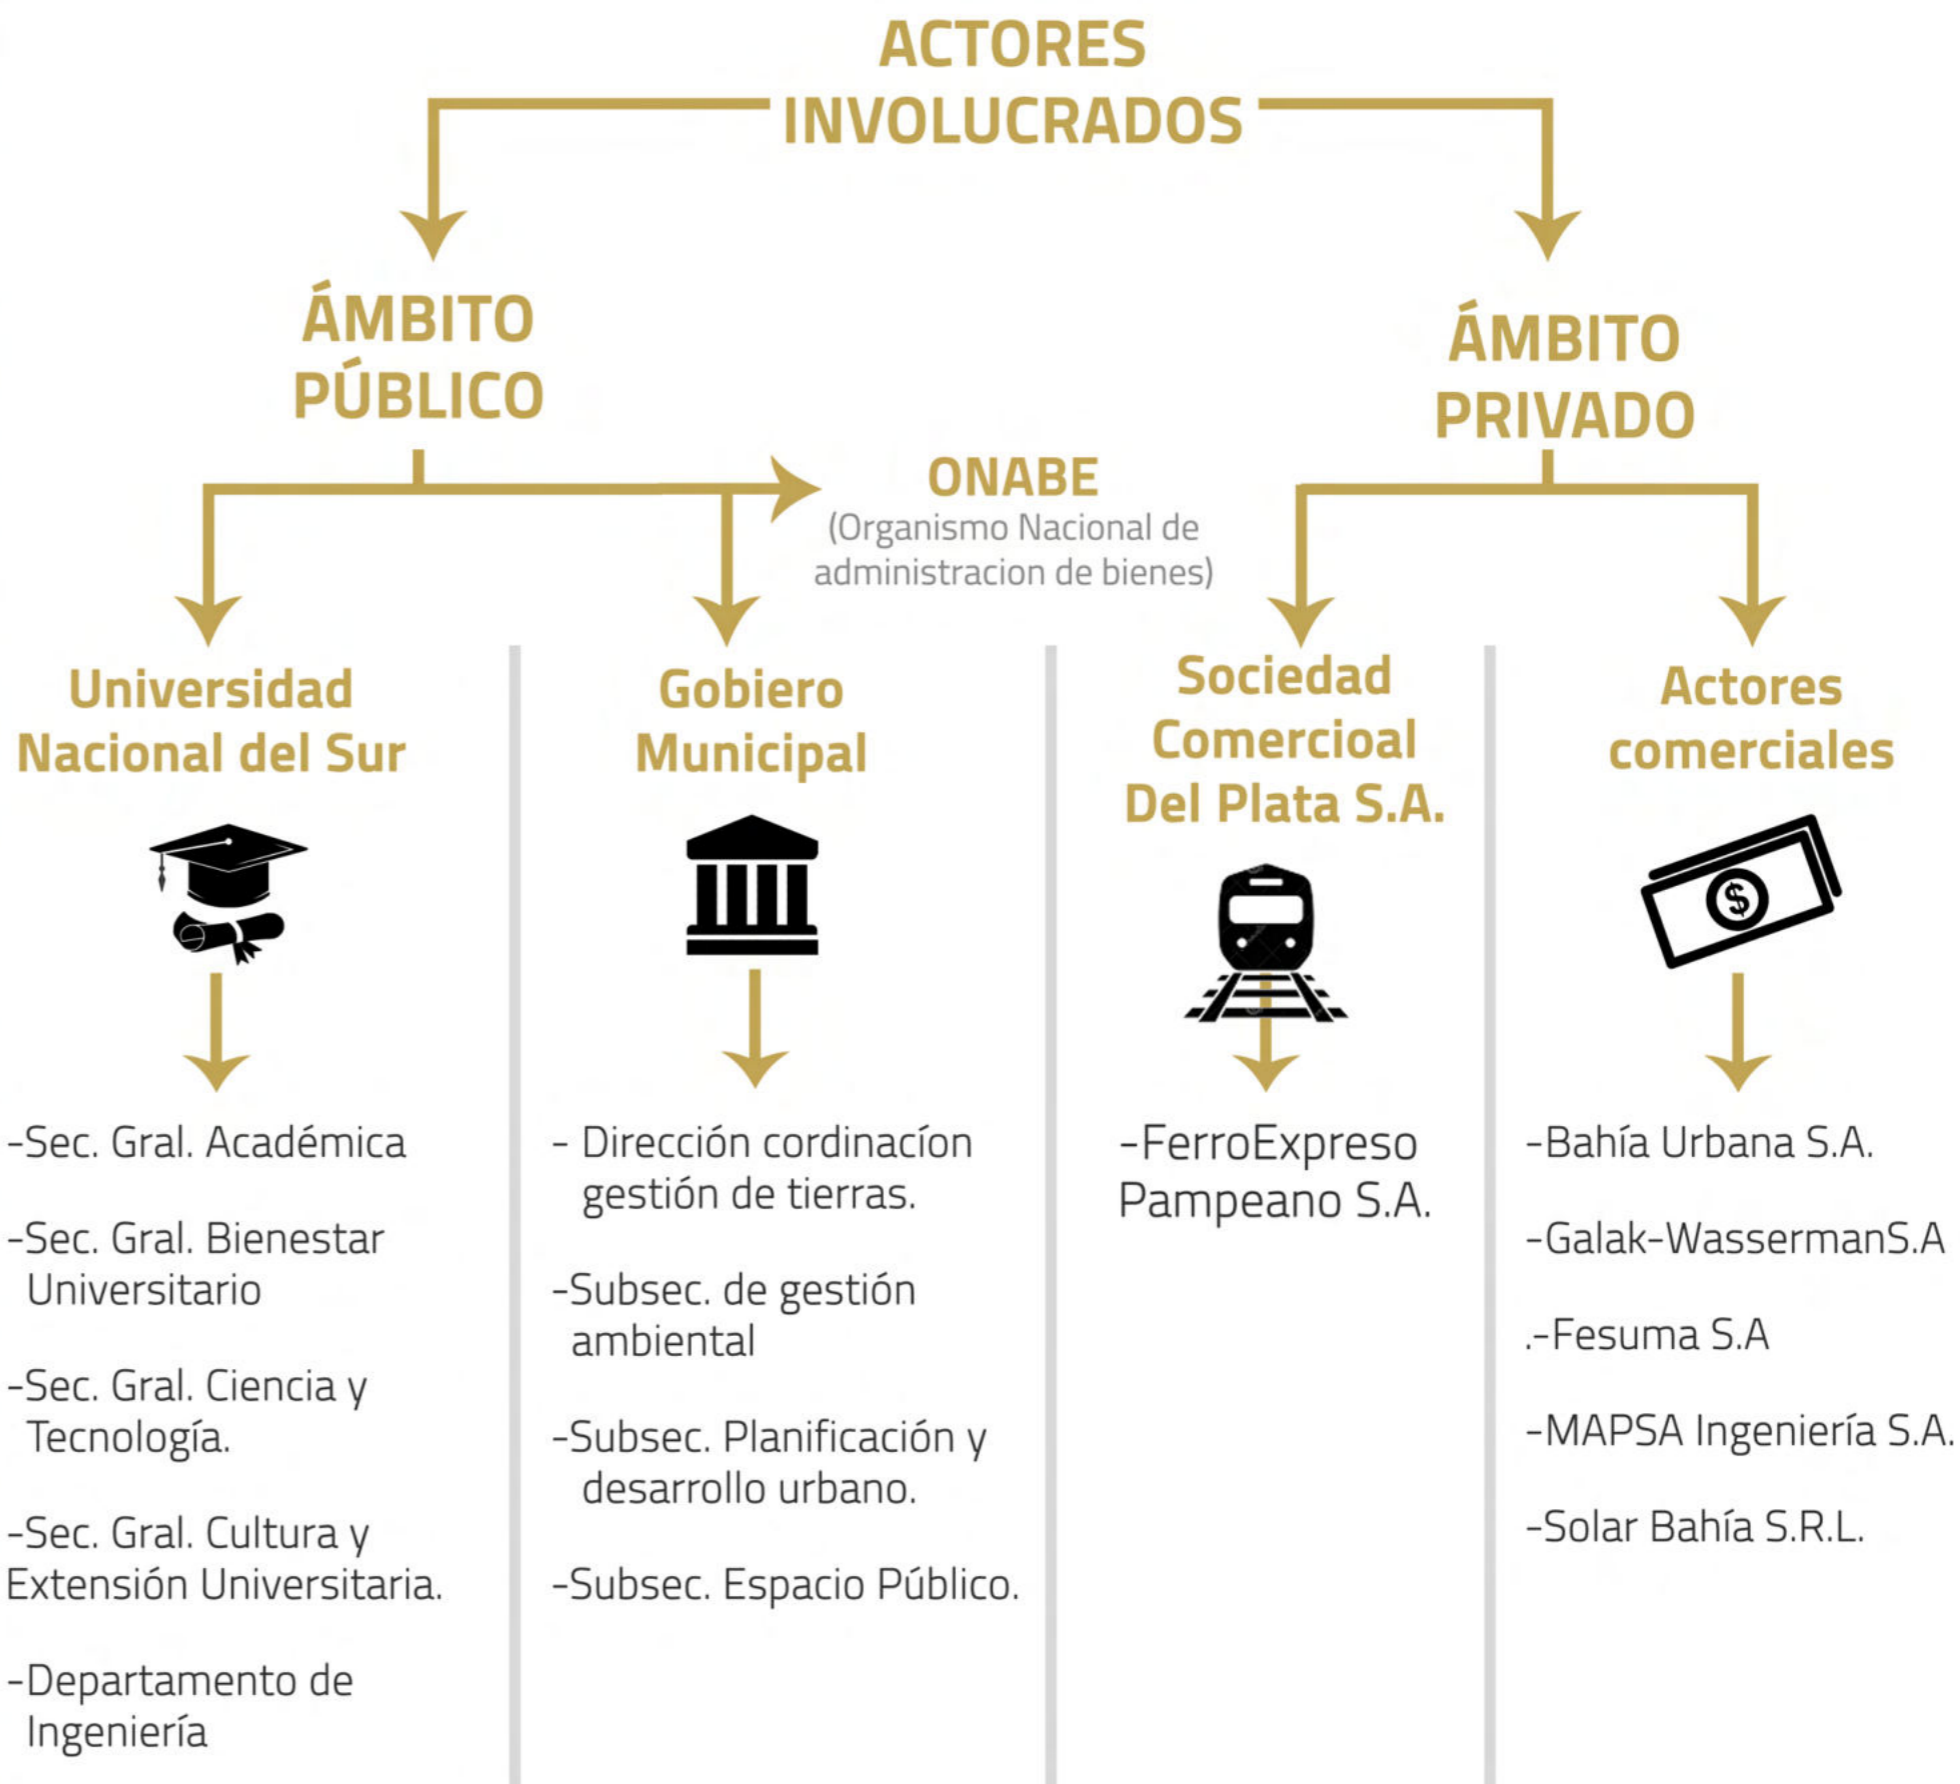 ACTORES
INVOLUCRADOS
ÁMBITO
PÚBLICO
ÁMBITO
PRIVADO
ONABE
(Organismo Nacional de
administracion de bienes)
Universidad
Nacional del Sur
-Sec. Gral. Académica
-Sec. Gral. Bienestar
Universitario
-Sec. Gral. Ciencia y
Tecnología.
-Sec. Gral. Cultura y
Extensión Universitaria.
-Departamento de
Ingeniería
Gobiero
Municipal
- Dirección cordinacíon
gestión de tierras.
-Subsec. de gestión
ambiental
-Subsec. Planificación y
desarrollo urbano.
-Subsec. Espacio Público.
Sociedad
Comercioal
Del Plata S.A.
-FerroExpreso
Pampeano S.A.
Actores
comerciales
$
-Bahía Urbana S.A.
-Galak-WassermanS.A
.-Fesuma S.A
-MAPSA Ingeniería S.A.
-Solar Bahía S.R.L.